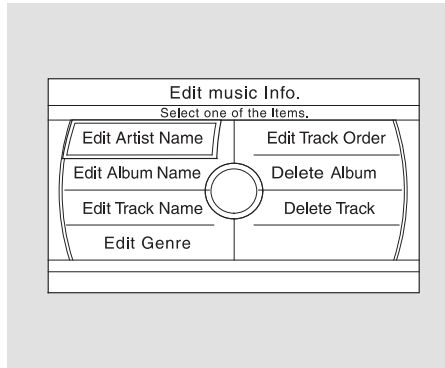 Edit music Info.
Select one of the Items.
Edit Artist Name
Edit Album Name
Edit Track Name
Edit Genre
Edit Track Order
Delete Album
Delete Track